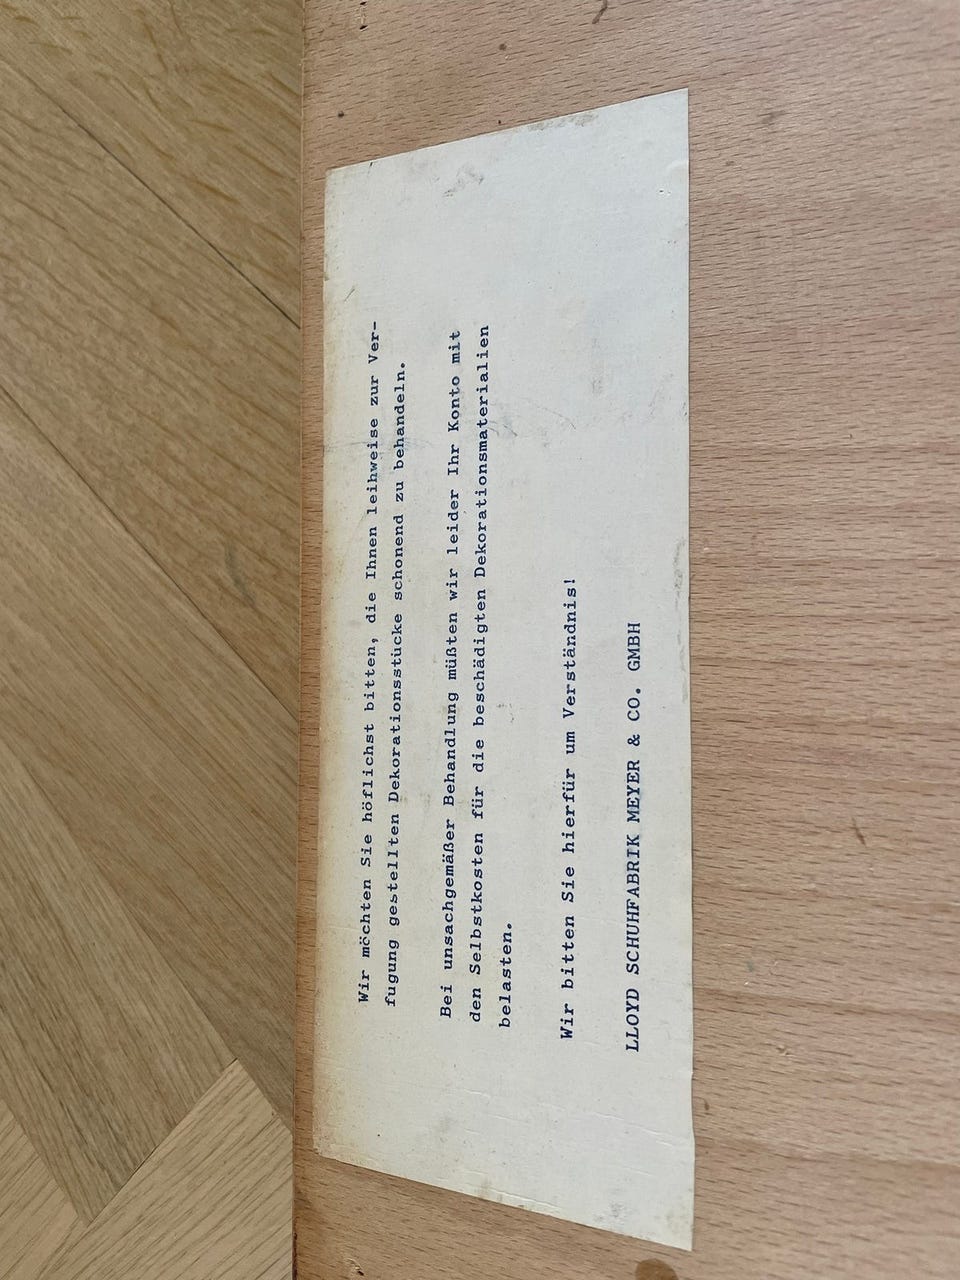 Wir möchten Sie höflichst bitten, die Ihnen leihweise zur Ver-
fugung gestellten Dekorationsstücke schonend zu behandeln.
Bei unsachgemäßer Behandlung müßten wir leider Ihr Konto mit
den Selbstkosten für die beschädigten Dekorationsmaterialien
belasten.
Wir bitten Sie hierfür um Verständnis!
LLOYD SCHUHFABRIK MEYER & CO. GMBH